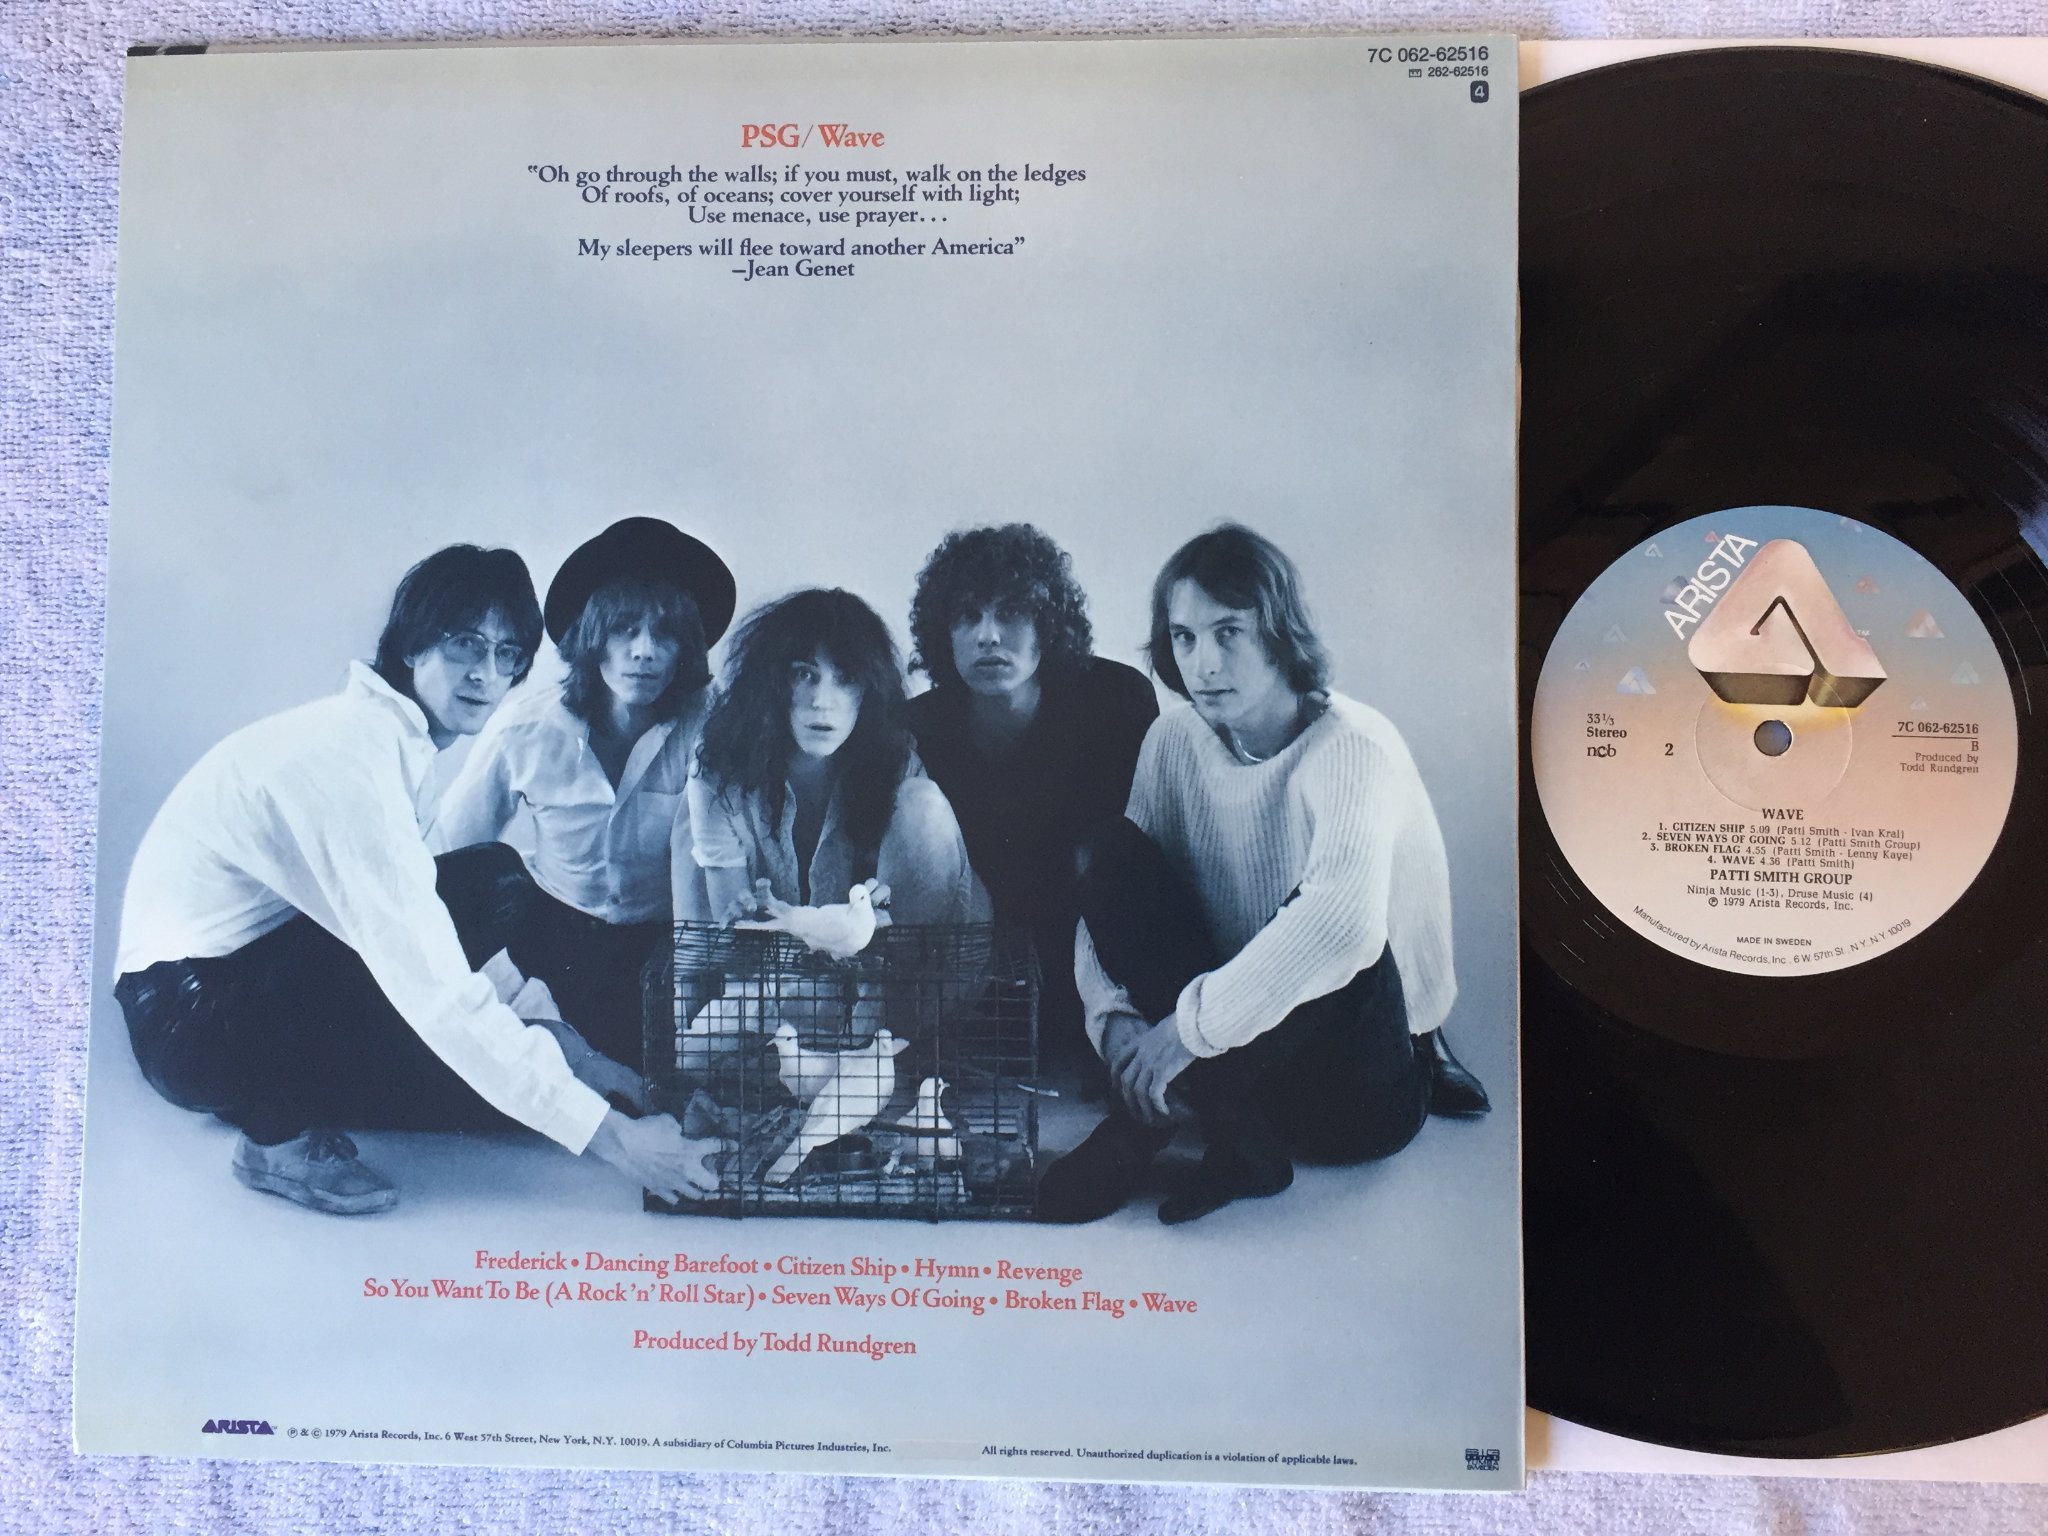 7C 062-62516
262-62516
4
PSG/Wave
"Oh go through the walls; if you must, walk on the ledges
Of roofs, of oceans; cover yourself with light;
Use menace, use prayer...
My sleepers will flee toward another America"
–Jean Genet
Frederick • Dancing Barefoot • Citizen Ship • Hymn • Revenge
So You Want To Be (A Rock 'n' Roll Star) • Seven Ways Of Going • Broken Flag • Wave
Produced by Todd Rundgren
ARISTA™ ℗ & © 1979 Arista Records, Inc. 6 West 57th Street, New York, N.Y. 10019. A subsidiary of Columbia Pictures Industries, Inc.
All rights reserved. Unauthorized duplication is a violation of applicable laws.
SWEDEN
ARISTA
33⅓
Stereo
ncb
2
7C 062-62516
B
Produced by
Todd Rundgren
WAVE
1. CITIZEN SHIP 5.09 (Patti Smith - Ivan Kral)
2. SEVEN WAYS OF GOING 5.12 (Patti Smith Group)
3. BROKEN FLAG 4.55 (Patti Smith - Lenny Kaye)
4. WAVE 4.36 (Patti Smith)
PATTI SMITH GROUP
Ninja Music (1-3), Druse Music (4)
℗ 1979 Arista Records, Inc.
MADE IN SWEDEN
Manufactured by Arista Records, Inc. 6 W. 57th St., N.Y. N.Y. 10019